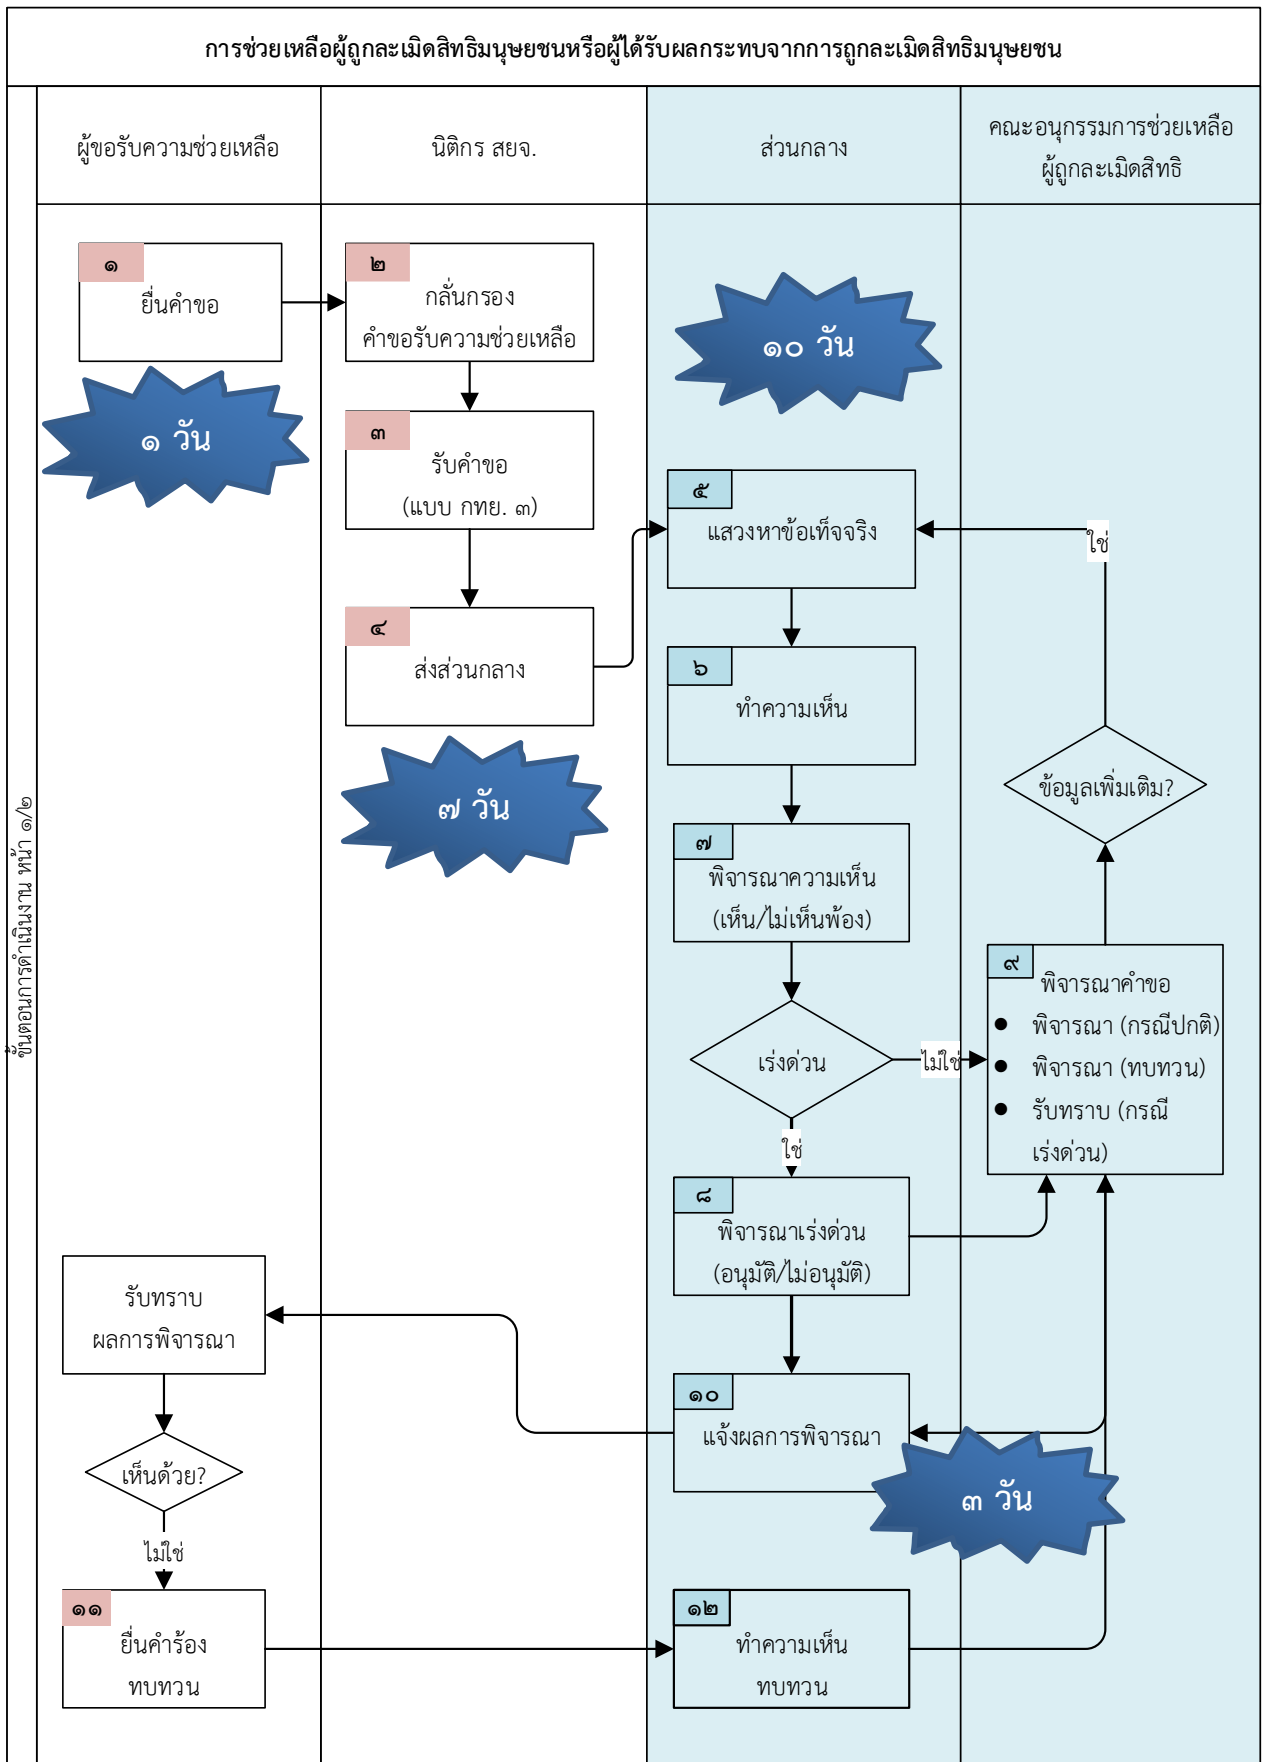 การช่วยเหลือผู้ถูกละเมิดสิทธิมนุษยชนหรือผู้ได้รับผลกระทบจากการถูกละเมิดสิทธิมนุษยชน
ขั้นตอนการดำเนินงาน หน้า ๑/๒
ผู้ขอรับความช่วยเหลือ
นิติกร สยจ.
ส่วนกลาง
คณะอนุกรรมการช่วยเหลือ
ผู้ถูกละเมิดสิทธิ
๑
ยื่นคำขอ
๑ วัน
๒
กลั่นกรอง
คำขอรับความช่วยเหลือ
๓
รับคำขอ
(แบบ กทย. ๓)
๔
ส่งส่วนกลาง
๗ วัน
๑๐ วัน
๕
แสวงหาข้อเท็จจริง
ใช่
๖
ทำความเห็น
ข้อมูลเพิ่มเติม?
๗
พิจารณาความเห็น
(เห็น/ไม่เห็นพ้อง)
เร่งด่วน
ไม่ใช่
ใช่
๘
พิจารณาเร่งด่วน
(อนุมัติ/ไม่อนุมัติ)
๙
พิจารณาคำขอ
● พิจารณา (กรณีปกติ)
● พิจารณา (ทบทวน)
● รับทราบ (กรณี
เร่งด่วน)
๑๐
แจ้งผลการพิจารณา
๓ วัน
รับทราบ
ผลการพิจารณา
เห็นด้วย?
ไม่ใช่
๑๑
ยื่นคำร้อง
ทบทวน
๑๒
ทำความเห็น
ทบทวน